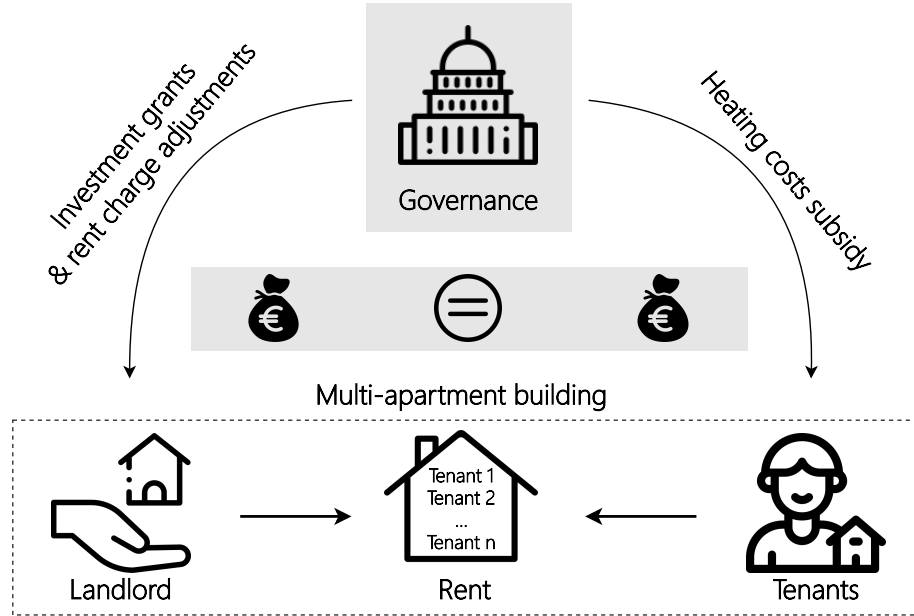 Investment grants
& rent charge adjustments
Heating costs subsidy
Governance
€
€
Multi-apartment building
Tenant 1
Tenant 2
...
Tenant n
Landlord
Rent
Tenants